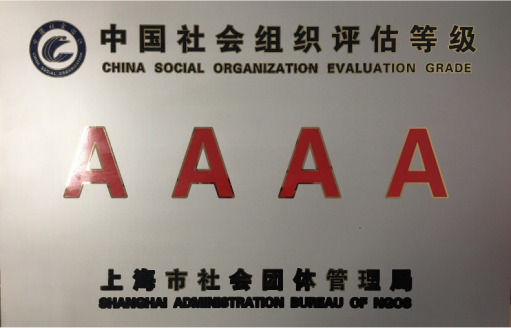 中国社会组织评估等级
CHINA SOCIAL ORGANIZATION EVALUATION GRADE
A A A A
上海市社会团体管理局
SHANGHAI ADMINISTRATION BUREAU OF NGOS